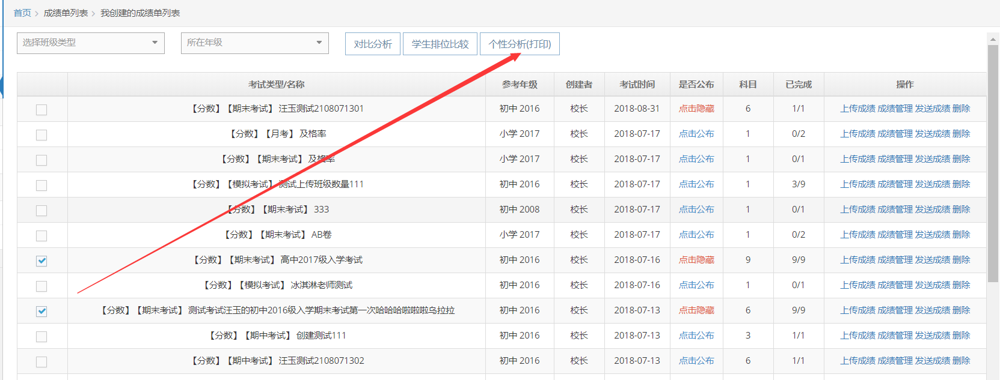 首页 > 成绩单列表 > 我创建的成绩单列表
选择班级类型 所在年级 对比分析 学生排位比较 个性分析(打印)
考试类型/名称 参考年级 创建者 考试时间 是否公布 科目 已完成 操作
【分数】【期末考试】 汪玉测试2108071301 初中 2016 校长 2018-08-31 点击隐藏 6 1/1 上传成绩 成绩管理 发送成绩 删除
【分数】【月考】 及格率 小学 2017 校长 2018-07-17 点击公布 1 0/2 上传成绩 成绩管理 发送成绩 删除
【分数】【期末考试】 及格率 小学 2017 校长 2018-07-17 点击公布 1 0/1 上传成绩 成绩管理 发送成绩 删除
【分数】【模拟考试】 测试上传班级数量111 初中 2016 校长 2018-07-17 点击公布 1 3/9 上传成绩 成绩管理 发送成绩 删除
【分数】【期末考试】 333 初中 2008 校长 2018-07-17 点击公布 1 0/1 上传成绩 成绩管理 发送成绩 删除
【分数】【期末考试】 AB卷 小学 2017 校长 2018-07-17 点击公布 1 0/2 上传成绩 成绩管理 发送成绩 删除
【分数】【期末考试】 高中2017级入学考试 初中 2016 校长 2018-07-16 点击隐藏 9 9/9 上传成绩 成绩管理 发送成绩 删除
【分数】【模拟考试】 冰淇淋老师测试 初中 2016 校长 2018-07-16 点击公布 1 0/1 上传成绩 成绩管理 发送成绩 删除
【分数】【期末考试】 测试考试汪玉的初中2016级入学期末考试第一次哈哈哈啦啦啦乌拉拉 初中 2016 校长 2018-07-13 点击隐藏 6 9/9 上传成绩 成绩管理 发送成绩 删除
【分数】【期中考试】 创建测试111 初中 2016 校长 2018-07-13 点击公布 3 1/1 上传成绩 成绩管理 发送成绩 删除
【分数】【期中考试】 汪玉测试2108071302 初中 2016 校长 2018-07-13 点击公布 6 1/1 上传成绩 成绩管理 发送成绩 删除